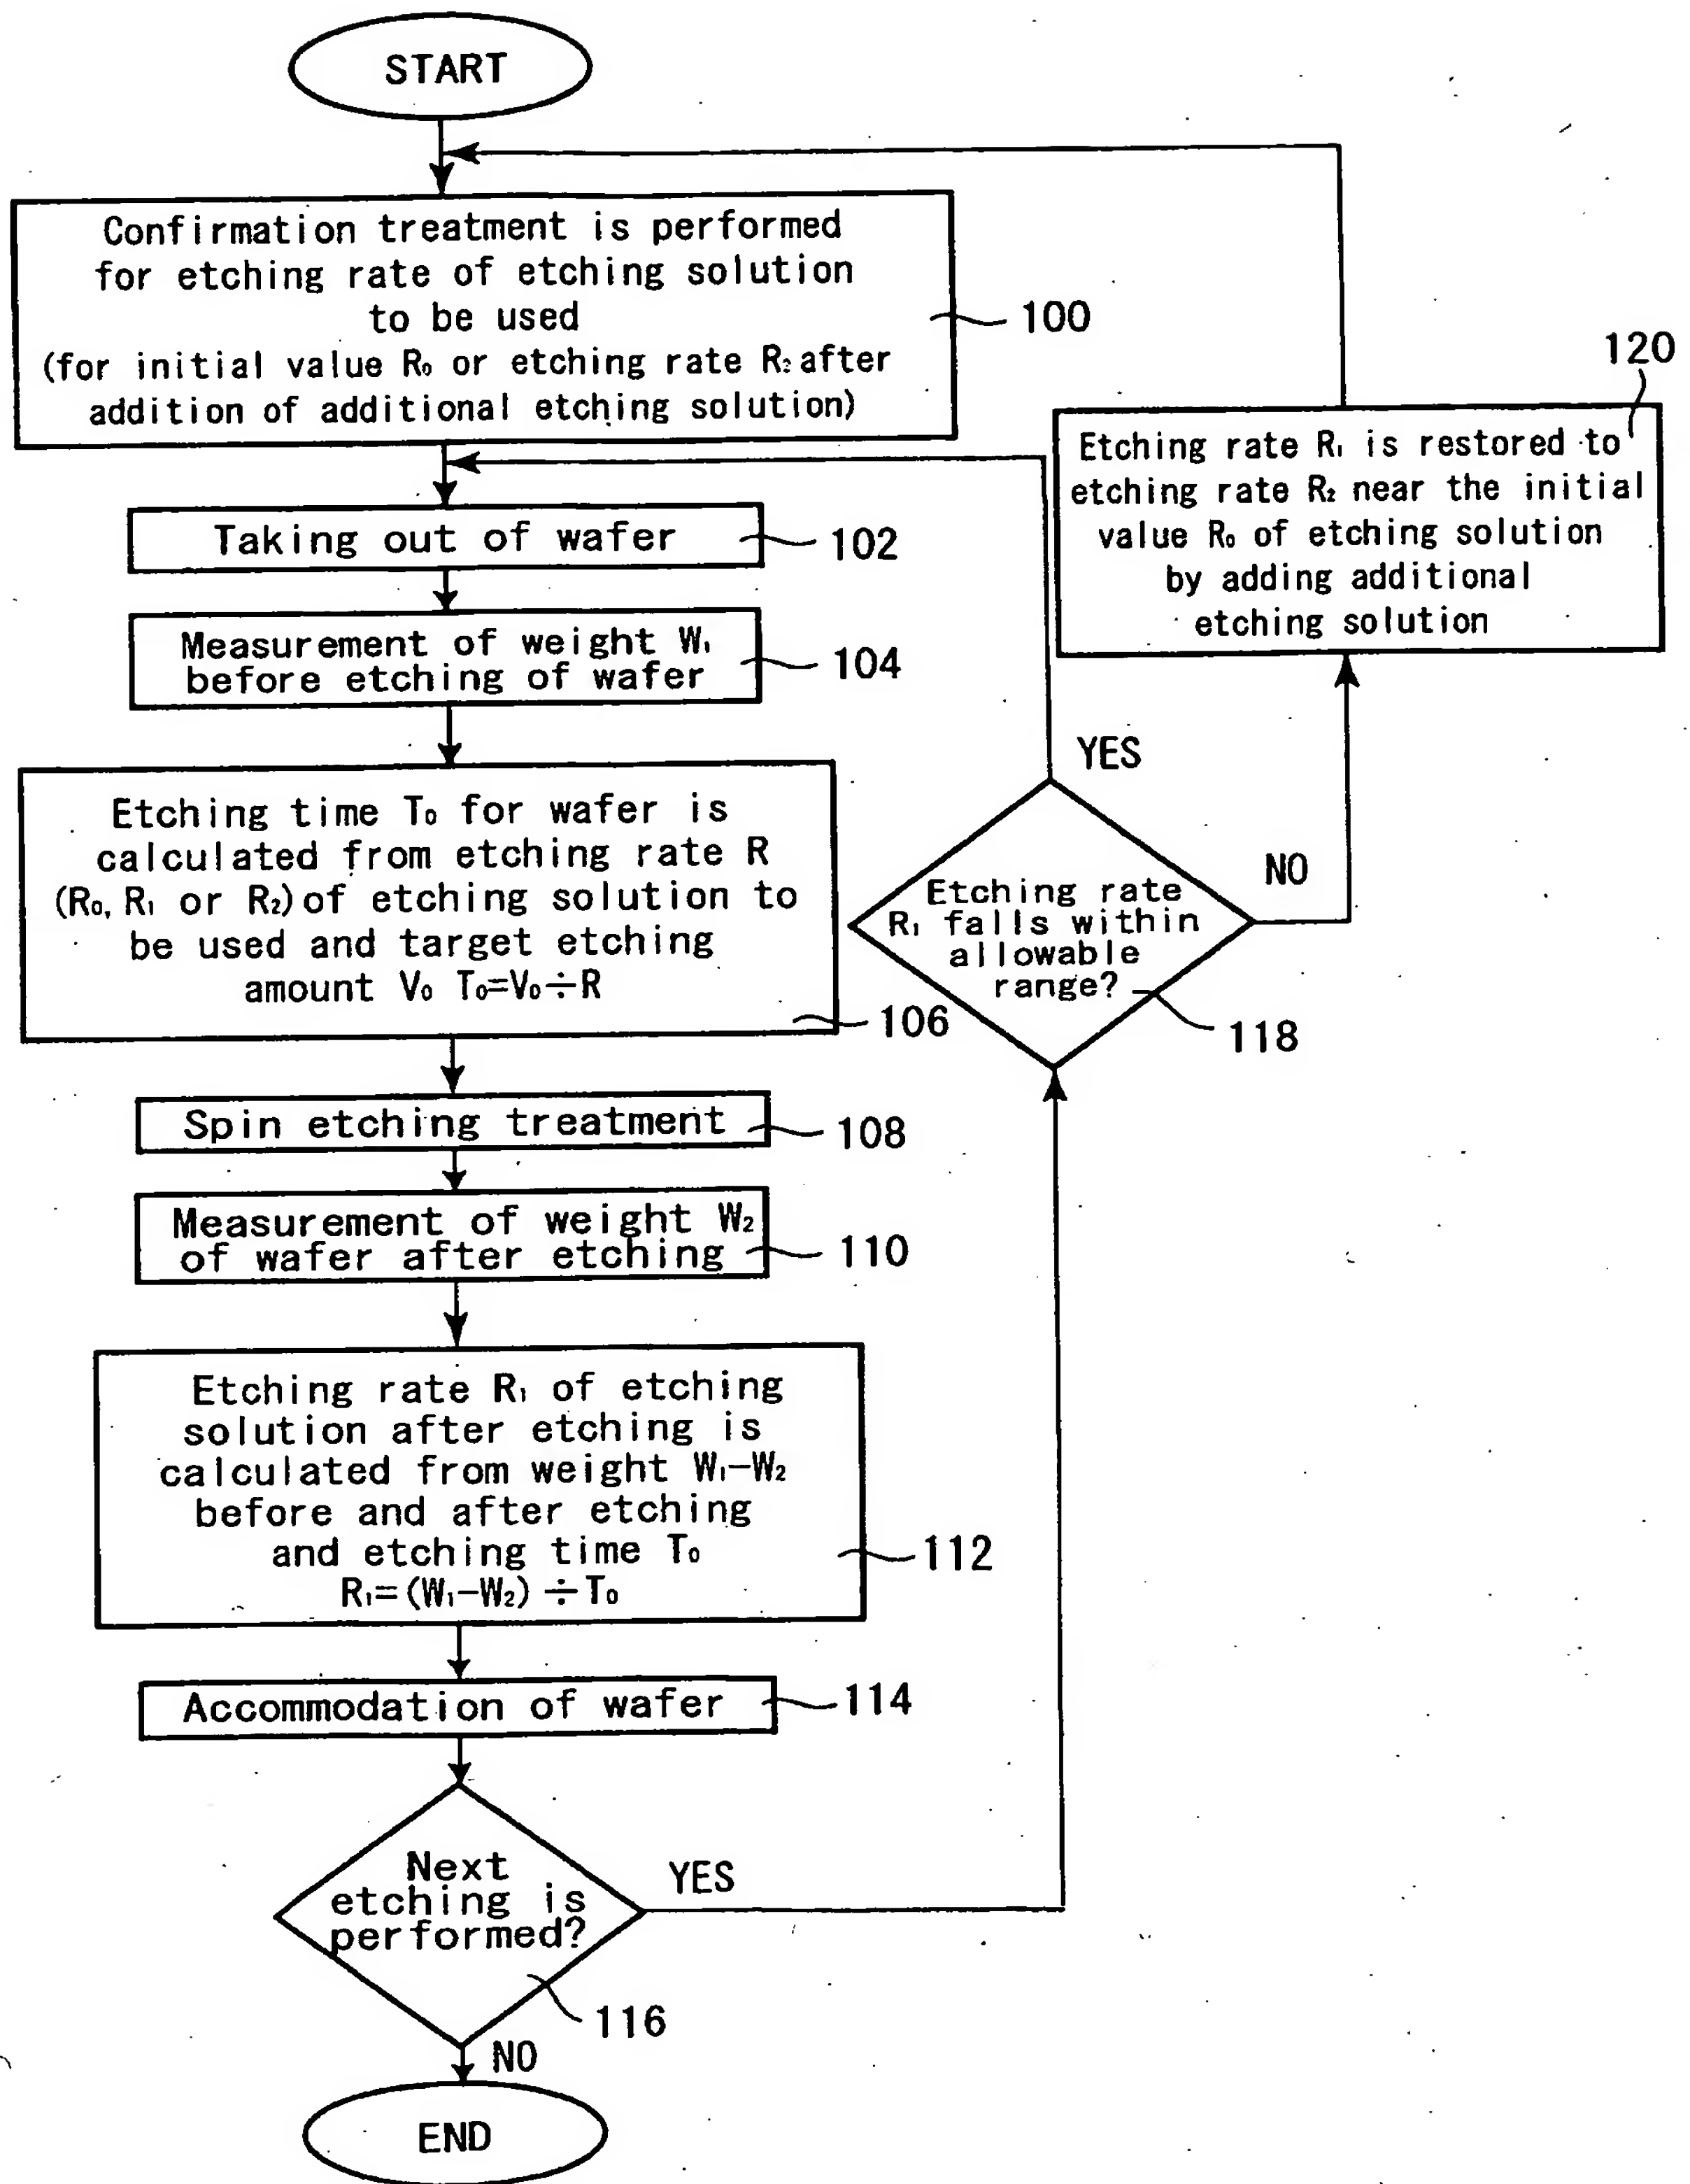 START
Confirmation treatment is performed
for etching rate of etching solution
to be used
(for initial value R₀ or etching rate R₂ after
addition of additional etching solution)
100
Taking out of wafer
102
Measurement of weight W₁
before etching of wafer
104
Etching time T₀ for wafer is
calculated from etching rate R
(R₀, R₁ or R₂) of etching solution to
be used and target etching
amount V₀ T₀=V₀÷R
106
Spin etching treatment
108
Measurement of weight W₂
of wafer after etching
110
Etching rate R₁ of etching
solution after etching is
calculated from weight W₁-W₂
before and after etching
and etching time T₀
R₁=(W₁-W₂)÷T₀
112
Accommodation of wafer
114
Next
etching is
performed?
116
YES
NO
END
Etching rate
R₁ falls within
allowable
range?
118
YES
NO
120
Etching rate R₁ is restored to
etching rate R₂ near the initial
value R₀ of etching solution
by adding additional
etching solution